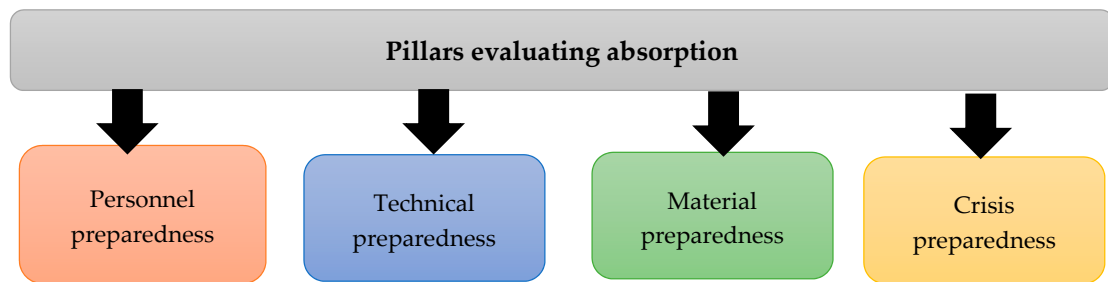 Pillars evaluating absorption
Personnel
preparedness
Technical
preparedness
Material
preparedness
Crisis
preparedness